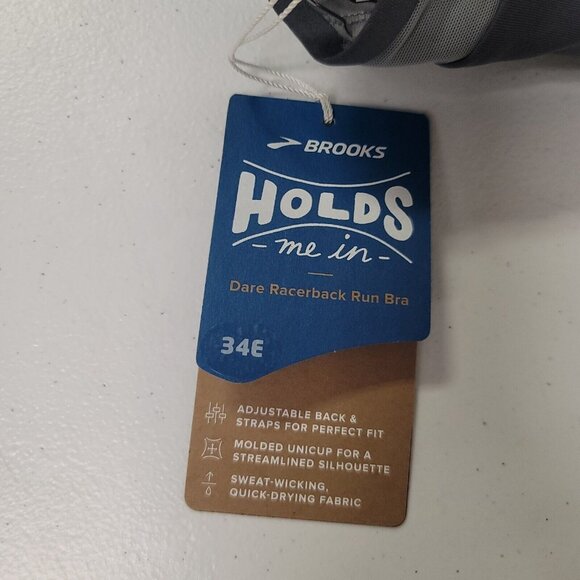 BROOKS
HOLDS
- me in -
Dare Racerback Run Bra
34E
ADJUSTABLE BACK &
STRAPS FOR PERFECT FIT
MOLDED UNICUP FOR A
STREAMLINED SILHOUETTE
SWEAT-WICKING,
QUICK-DRYING FABRIC